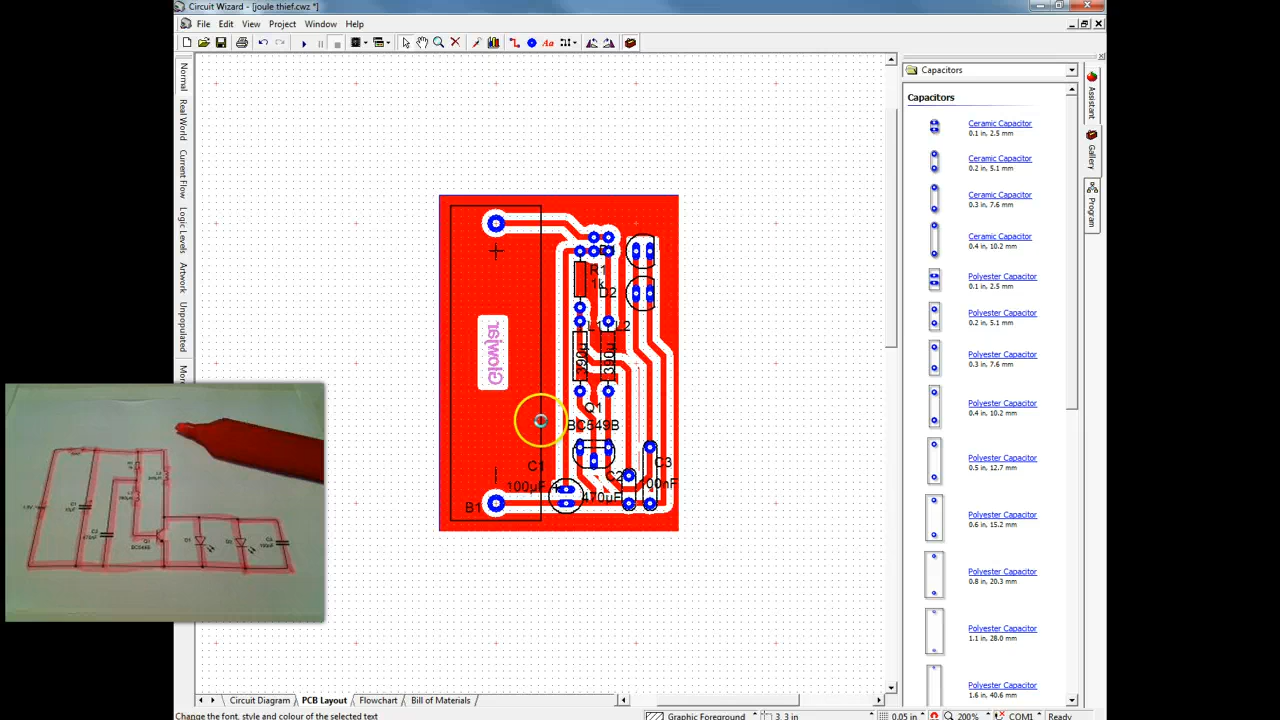 Circuit Wizard - [joule thief.cwz *]
File Edit View Project Window Help
Normal
Real World
Current Flow
Logic Levels
Artwork
Unpopulated
More
Capacitors
Capacitors
Ceramic Capacitor
0.1 in, 2.5 mm
Ceramic Capacitor
0.2 in, 5.1 mm
Ceramic Capacitor
0.3 in, 7.6 mm
Ceramic Capacitor
0.4 in, 10.2 mm
Polyester Capacitor
0.1 in, 2.5 mm
Polyester Capacitor
0.2 in, 5.1 mm
Polyester Capacitor
0.3 in, 7.6 mm
Polyester Capacitor
0.4 in, 10.2 mm
Polyester Capacitor
0.5 in, 12.7 mm
Polyester Capacitor
0.6 in, 15.2 mm
Polyester Capacitor
0.8 in, 20.3 mm
Polyester Capacitor
1.1 in, 28.0 mm
Polyester Capacitor
1.6 in, 40.6 mm
Assistant
Gallery
Program
R1
1k
D2
L1 L2
390µ
390µ
Glowjar
Q1
BC549B
C1
100µF
C2
470µF
C3
100nF
B1
Circuit Diagram PCB Layout Flowchart Bill of Materials
Change the font, style and colour of the selected text
Graphic Foreground
3, 3 in
0.05 in
200%
COM1
Ready